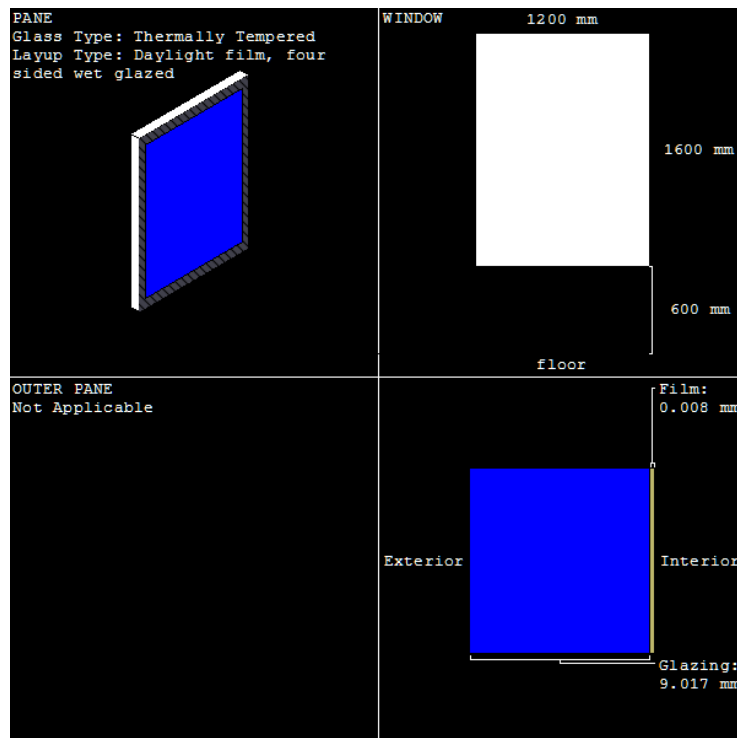 PANE
Glass Type: Thermally Tempered
Layup Type: Daylight film, four
sided wet glazed
WINDOW
1200 mm
1600 mm
600 mm
floor
OUTER PANE
Not Applicable
Film:
0.008 mm
Exterior
Interior
Glazing:
9.017 mm